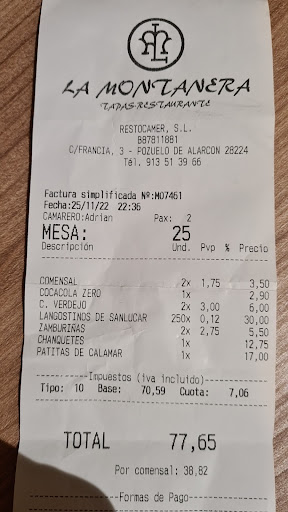 LA MONTANERA
TAPAS-RESTAURANTE
RESTOCAMER, S.L.
B87811881
C/FRANCIA, 3 - POZUELO DE ALARCON 28224
Tél. 913 51 39 66
Factura simplificada Nº:M07461
Fecha:25/11/22 22:36
CAMARERO:Adrian Pax: 2
MESA: 25
Descripción Und. Pvp % Precio
COMENSAL 2x 1,75 3,50
COCACOLA ZERO 1x 2,90
C. VERDEJO 2x 3,00 6,00
LANGOSTINOS DE SANLUCAR 250x 0,12 30,00
ZAMBURIÑAS 2x 2,75 5,50
CHANQUETES 1x 12,75
PATITAS DE CALAMAR 1x 17,00
---Impuestos (iva incluido)---
Tipo: 10 Base: 70,59 Cuota: 7,06
TOTAL 77,65
Por comensal: 38,82
---Formas de Pago---